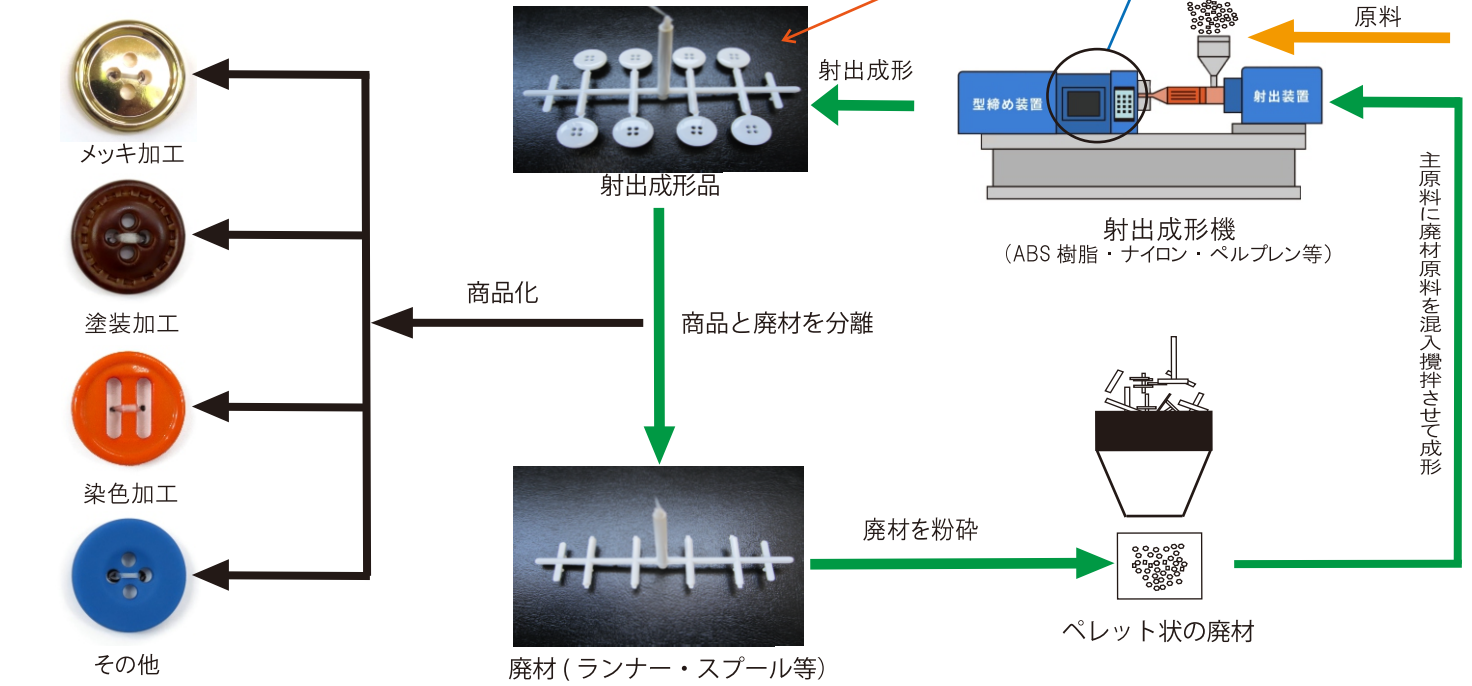 原料
射出成形
型締め装置
射出装置
メッキ加工
射出成形品
射出成形機
（ABS 樹脂・ナイロン・ペルプレン等）
主原料に廃材原料を混入攪拌させて成形
塗装加工
商品化
商品と廃材を分離
染色加工
廃材を粉砕
ペレット状の廃材
その他
廃材 ( ランナー・スプール等）